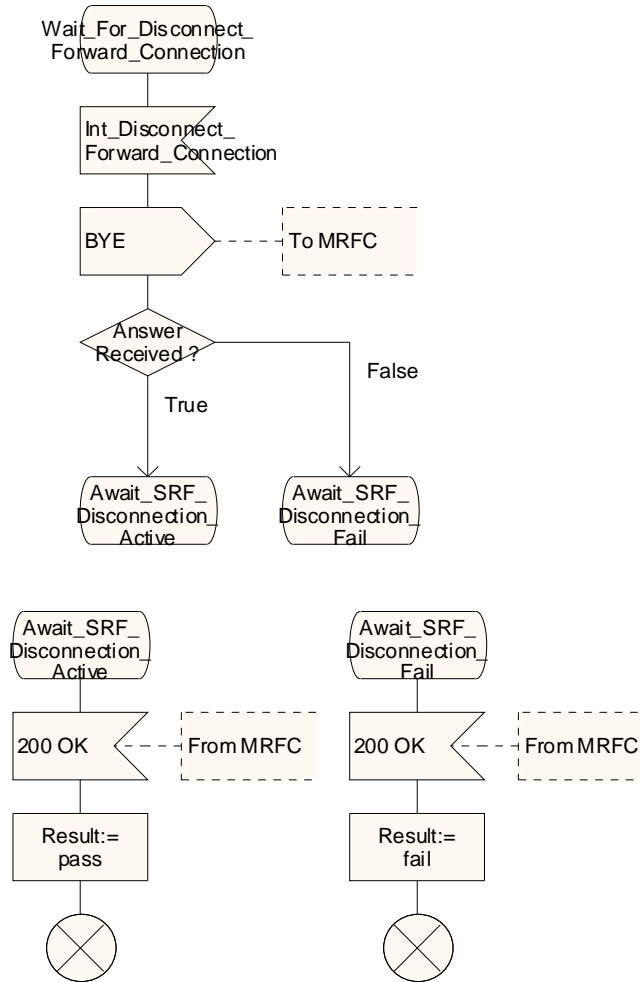 Wait_For_Disconnect_
Forward_Connection
Int_Disconnect_
Forward_Connection
BYE
To MRFC
Answer
Received ?
False
True
Await_SRF_
Disconnection_
Active
Await_SRF_
Disconnection_
Fail
Await_SRF_
Disconnection_
Active
Await_SRF_
Disconnection_
Fail
200 OK
From MRFC
200 OK
From MRFC
Result:=
pass
Result:=
fail